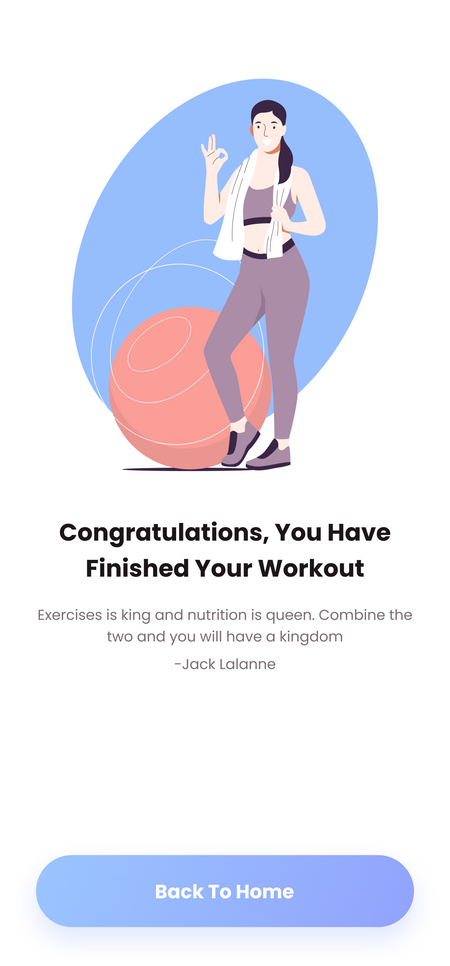 Congratulations, You Have
Finished Your Workout
Exercises is king and nutrition is queen. Combine the
two and you will have a kingdom
-Jack Lalanne
Back To Home